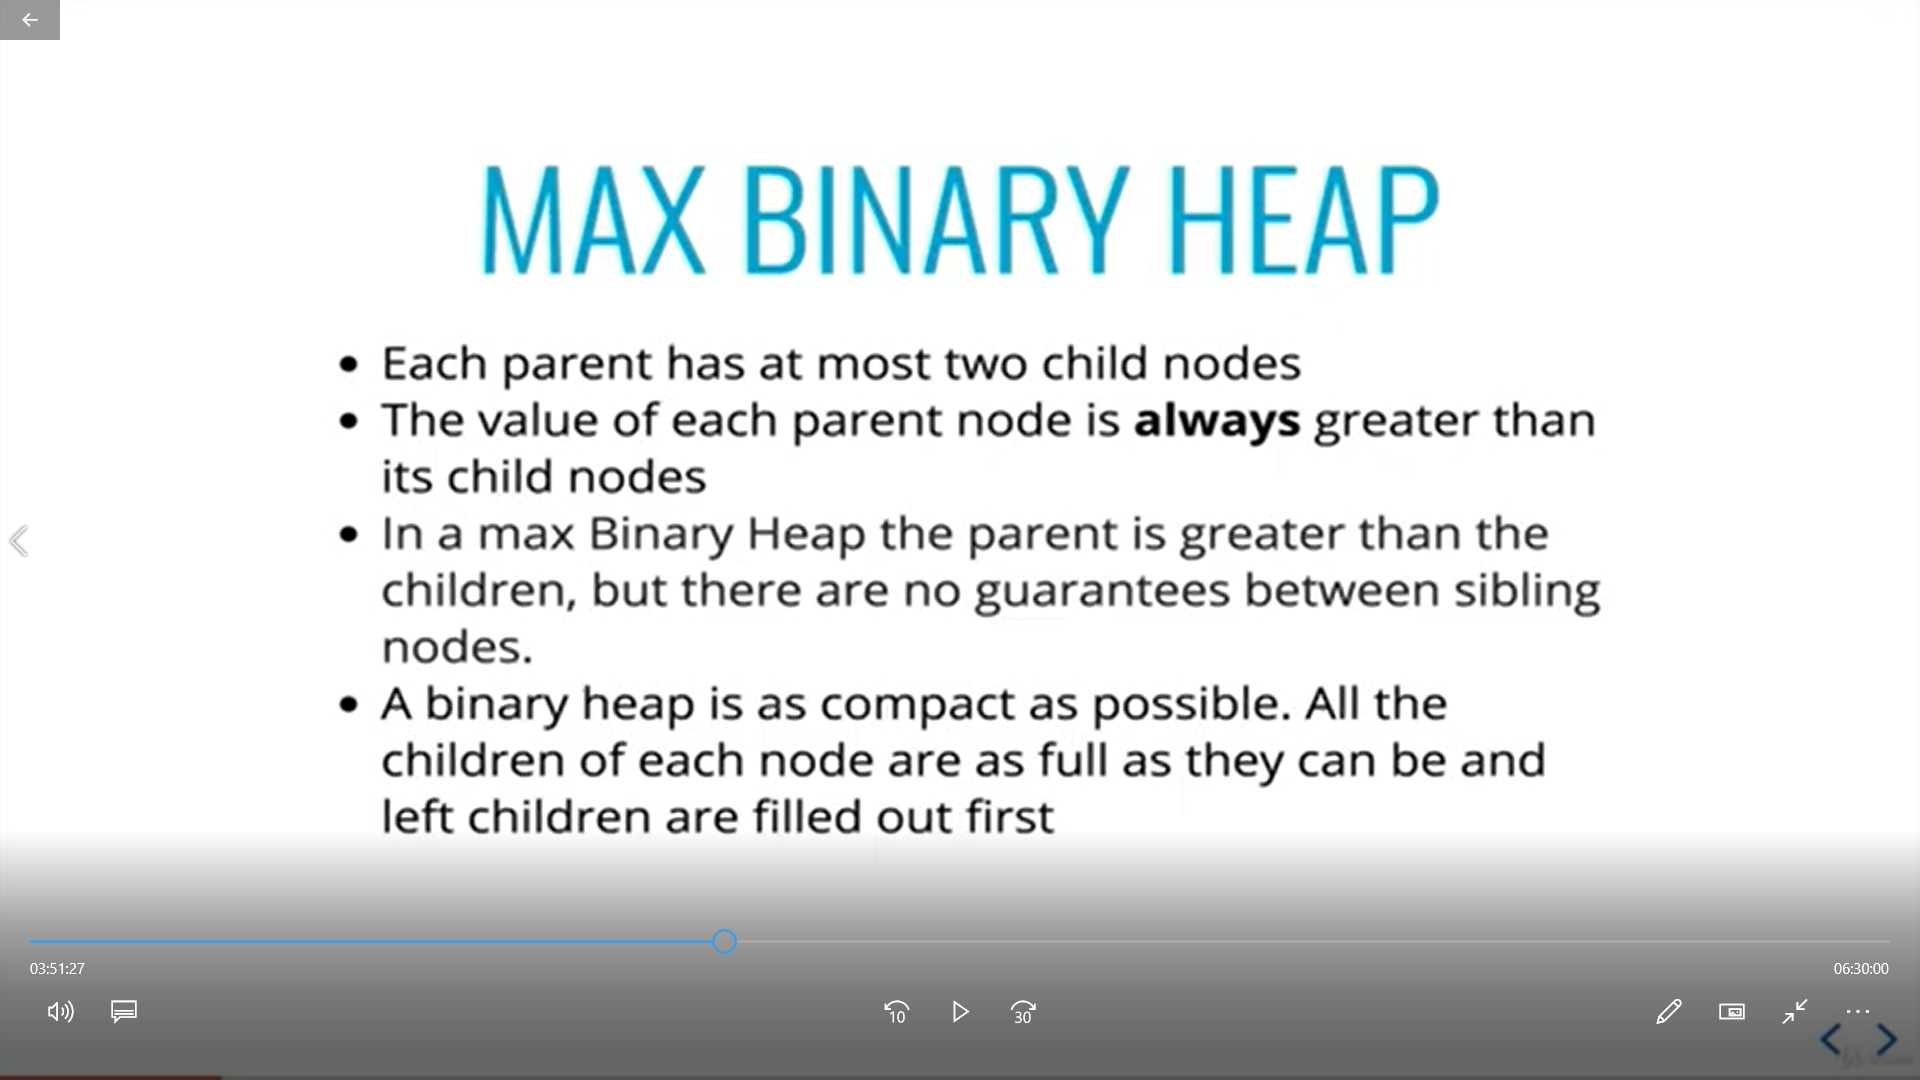 MAX BINARY HEAP
• Each parent has at most two child nodes
• The value of each parent node is always greater than
its child nodes
• In a max Binary Heap the parent is greater than the
children, but there are no guarantees between sibling
nodes.
• A binary heap is as compact as possible. All the
children of each node are as full as they can be and
left children are filled out first
03:51:27
06:30:00
10
30